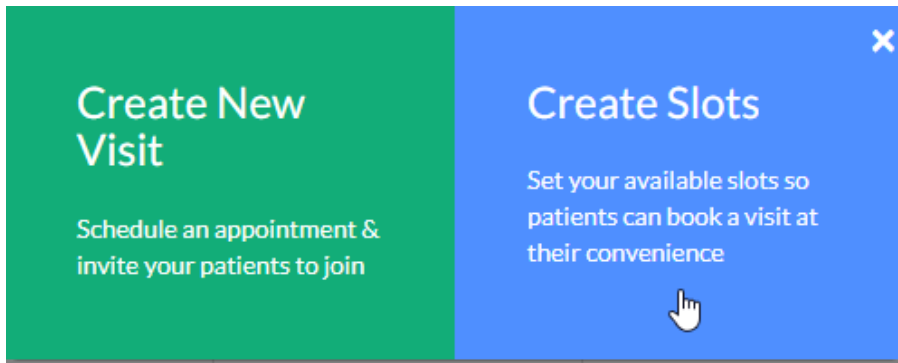 Create New
Visit
Schedule an appointment &
invite your patients to join
Create Slots
Set your available slots so
patients can book a visit at
their convenience